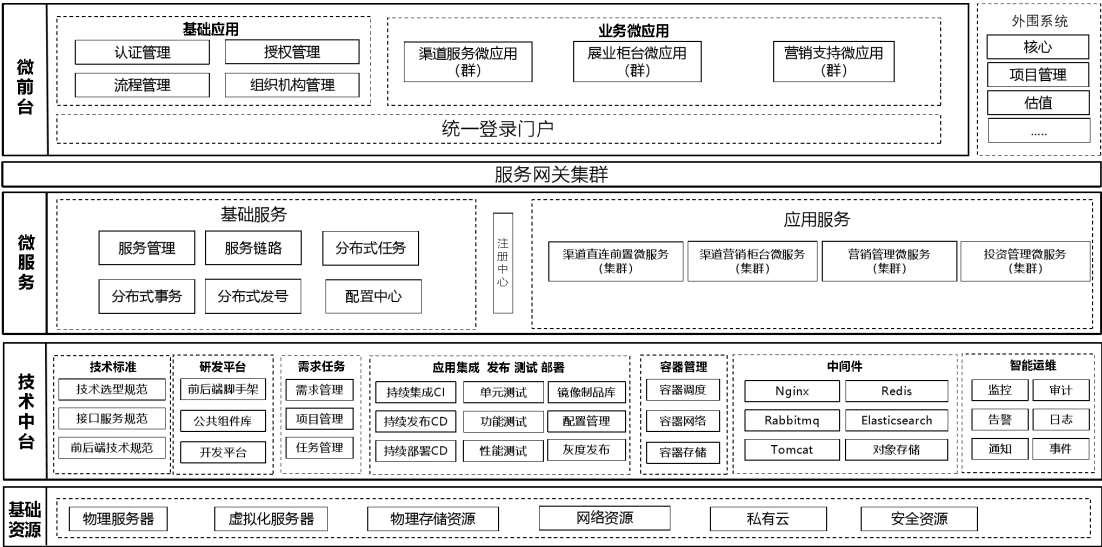 微前台
基础应用
认证管理
授权管理
流程管理
组织机构管理
业务微应用
渠道服务微应用
（群）
展业柜台微应用
（群）
营销支持微应用
（群）
统一登录门户
外围系统
核心
项目管理
估值
.....
服务网关集群
微服务
基础服务
服务管理
服务链路
分布式任务
分布式事务
分布式发号
配置中心
注册中心
应用服务
渠道直连前置微服务
（集群）
渠道营销柜台微服务
（集群）
营销管理微服务
（集群）
投资管理微服务
（集群）
技术中台
技术标准
技术选型规范
接口服务规范
前后端技术规范
研发平台
前后端脚手架
公共组件库
开发平台
需求任务
需求管理
项目管理
任务管理
应用集成 发布 测试 部署
持续集成CI
单元测试
镜像制品库
持续发布CD
功能测试
配置管理
持续部署CD
性能测试
灰度发布
容器管理
容器调度
容器网络
容器存储
中间件
Nginx
Redis
Rabbitmq
Elasticsearch
Tomcat
对象存储
智能运维
监控
审计
告警
日志
通知
事件
基础
资源
物理服务器
虚拟化服务器
物理存储资源
网络资源
私有云
安全资源